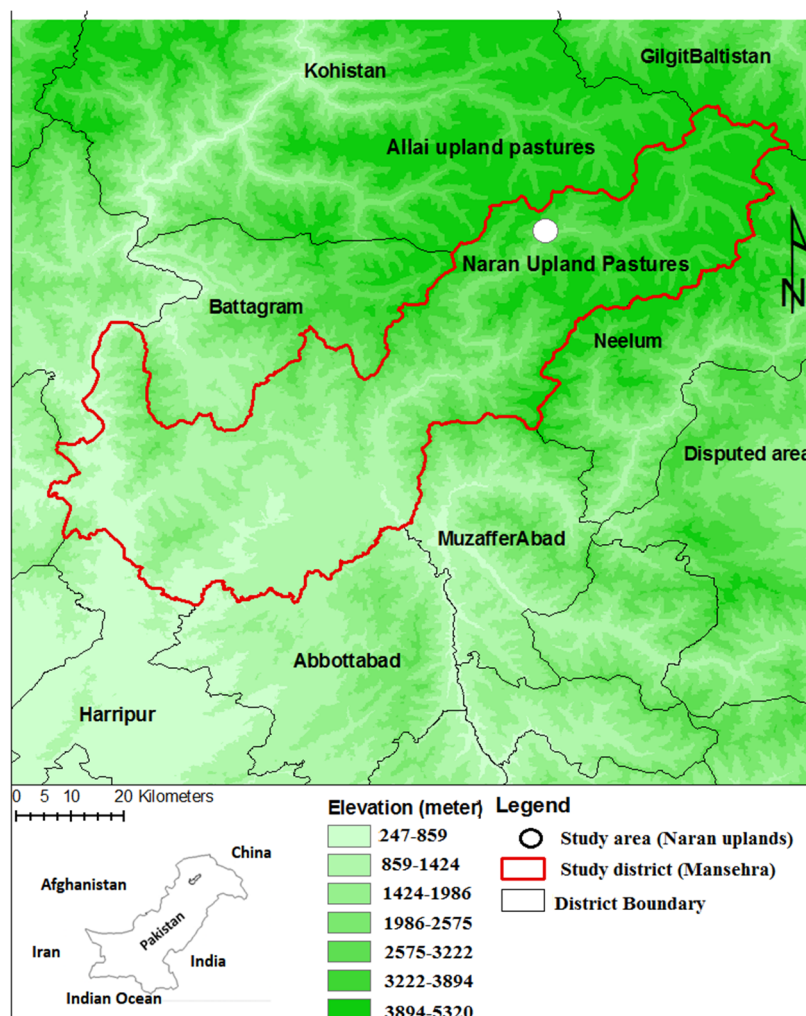 Kohistan
GilgitBaltistan
Allai upland pastures
Naran Upland Pastures
Battagram
Neelum
N
Disputed area
MuzafferAbad
Abbottabad
Harripur
0 5 10 20 Kilometers
Elevation (meter)
247-859
859-1424
1424-1986
1986-2575
2575-3222
3222-3894
3894-5320
Legend
Study area (Naran uplands)
Study district (Mansehra)
District Boundary
China
Afghanistan
Pakistan
Iran
India
Indian Ocean